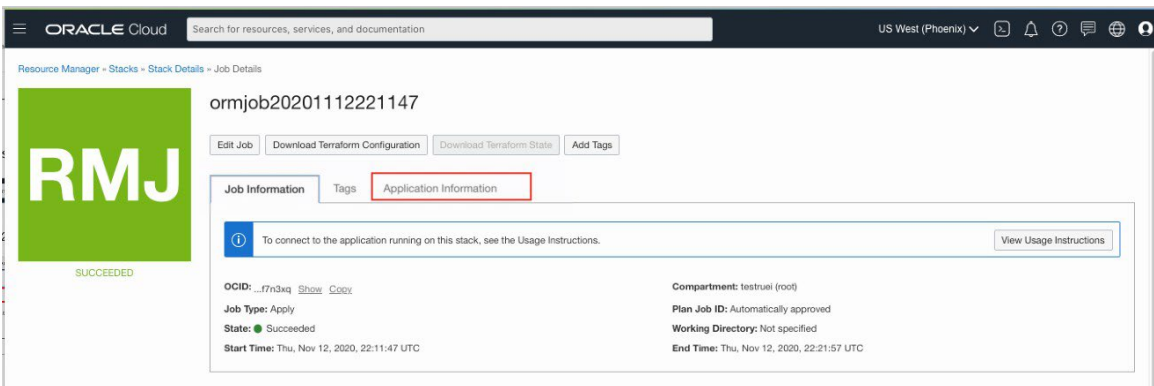 ORACLE Cloud
Search for resources, services, and documentation
US West (Phoenix)
Resource Manager » Stacks » Stack Details » Job Details
RMJ
SUCCEEDED
ormjob20201112221147
Edit Job Download Terraform Configuration Download Terraform State Add Tags
Job Information Tags Application Information
To connect to the application running on this stack, see the Usage Instructions. View Usage Instructions
OCID: ...f7n3xq Show Copy
Job Type: Apply
State: Succeeded
Start Time: Thu, Nov 12, 2020, 22:11:47 UTC
Compartment: testruei (root)
Plan Job ID: Automatically approved
Working Directory: Not specified
End Time: Thu, Nov 12, 2020, 22:21:57 UTC